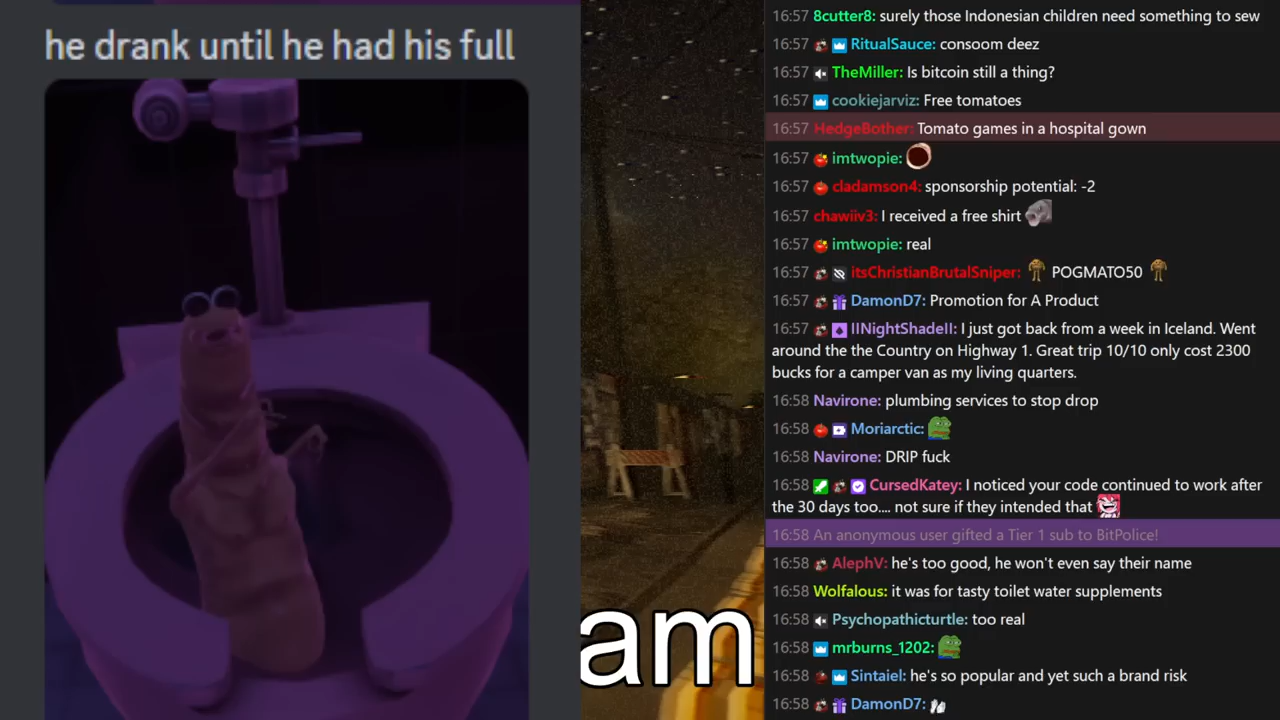 he drank until he had his full
am
16:57 8cutter8: surely those Indonesian children need something to sew
16:57 RitualSauce: consoom deez
16:57 TheMiller: Is bitcoin still a thing?
16:57 cookiejarviz: Free tomatoes
16:57 HedgeBother: Tomato games in a hospital gown
16:57 imtwopie:
16:57 cladamson4: sponsorship potential: -2
16:57 chawiiv3: I received a free shirt
16:57 imtwopie: real
16:57 itsChristianBrutalSniper: POGMATO50
16:57 DamonD7: Promotion for A Product
16:57 IINightShadeII: I just got back from a week in Iceland. Went
around the the Country on Highway 1. Great trip 10/10 only cost 2300
bucks for a camper van as my living quarters.
16:58 Navirone: plumbing services to stop drop
16:58 Moriarctic:
16:58 Navirone: DRIP fuck
16:58 CursedKatey: I noticed your code continued to work after
the 30 days too.... not sure if they intended that
16:58 An anonymous user gifted a Tier 1 sub to BitPolice!
16:58 AlephV: he's too good, he won't even say their name
16:58 Wolfalous: it was for tasty toilet water supplements
16:58 Psychopathicturtle: too real
16:58 mrburns_1202:
16:58 Sintaiel: he's so popular and yet such a brand risk
16:58 DamonD7: